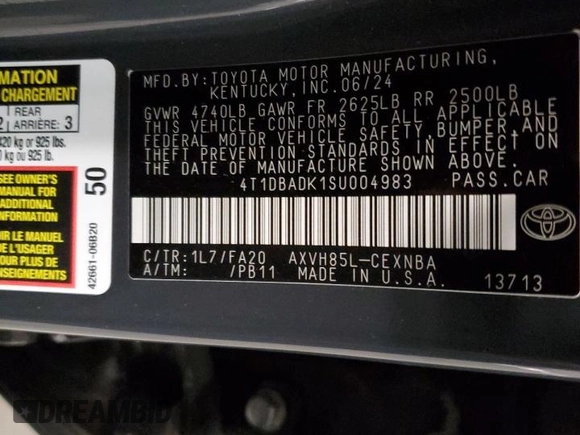 MFD.BY:TOYOTA MOTOR MANUFACTURING,
KENTUCKY,INC.06/24
GVWR 4740LB GAWR FR 2625LB RR 2500LB
THIS VEHICLE CONFORMS TO ALL APPLICABLE
FEDERAL MOTOR VEHICLE SAFETY,BUMPER,AND
THEFT PREVENTION STANDARDS IN EFFECT ON
THE DATE OF MANUFACTURE SHOWN ABOVE.
4T1DBADK1SU004983 PASS.CAR
C/TR:1L7/FA20 AXVH85L-CEXNBA
A/TM: /PB11 MADE IN U.S.A. 13713
CHARGEMENT
REAR
2 ARRIÈRE: 3
420 kg or 925 lbs.
kg ou 925 lb.
SEE OWNER'S
MANUAL FOR
ADDITIONAL
INFORMATION
LE MANUEL
DE L'USAGER
POUR PLUS DE
50
42661-06B20
TOYOTA
DREAMBID